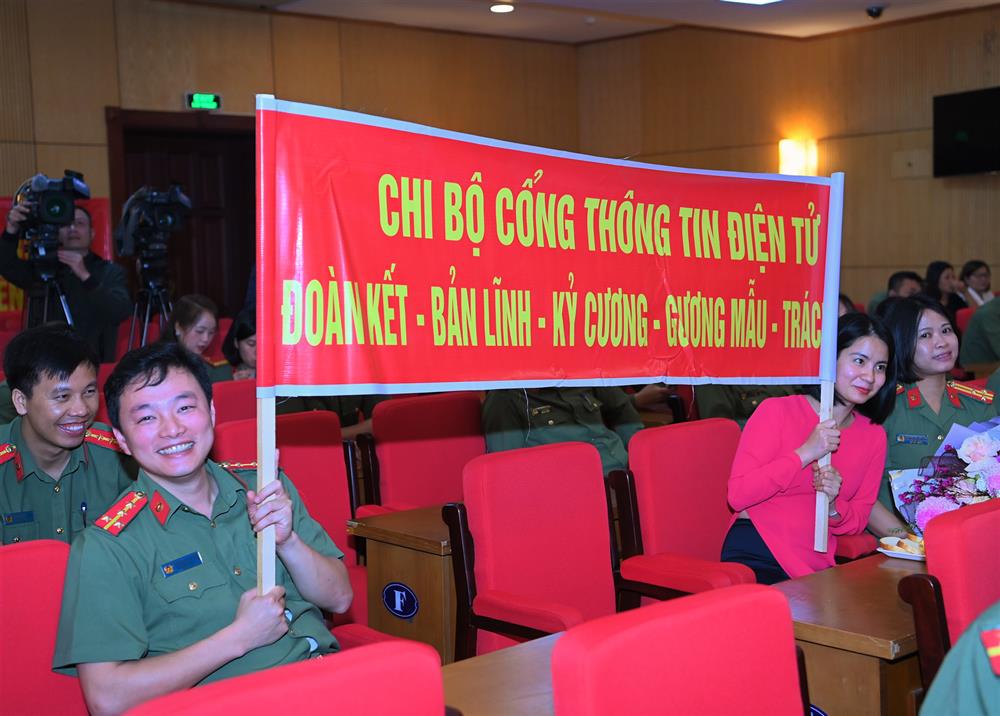 CHI BỘ CỔNG THÔNG TIN ĐIỆN TỬ
ĐOÀN KẾT - BẢN LĨNH - KỶ CƯƠNG - GƯƠNG MẪU - TRÁC
F